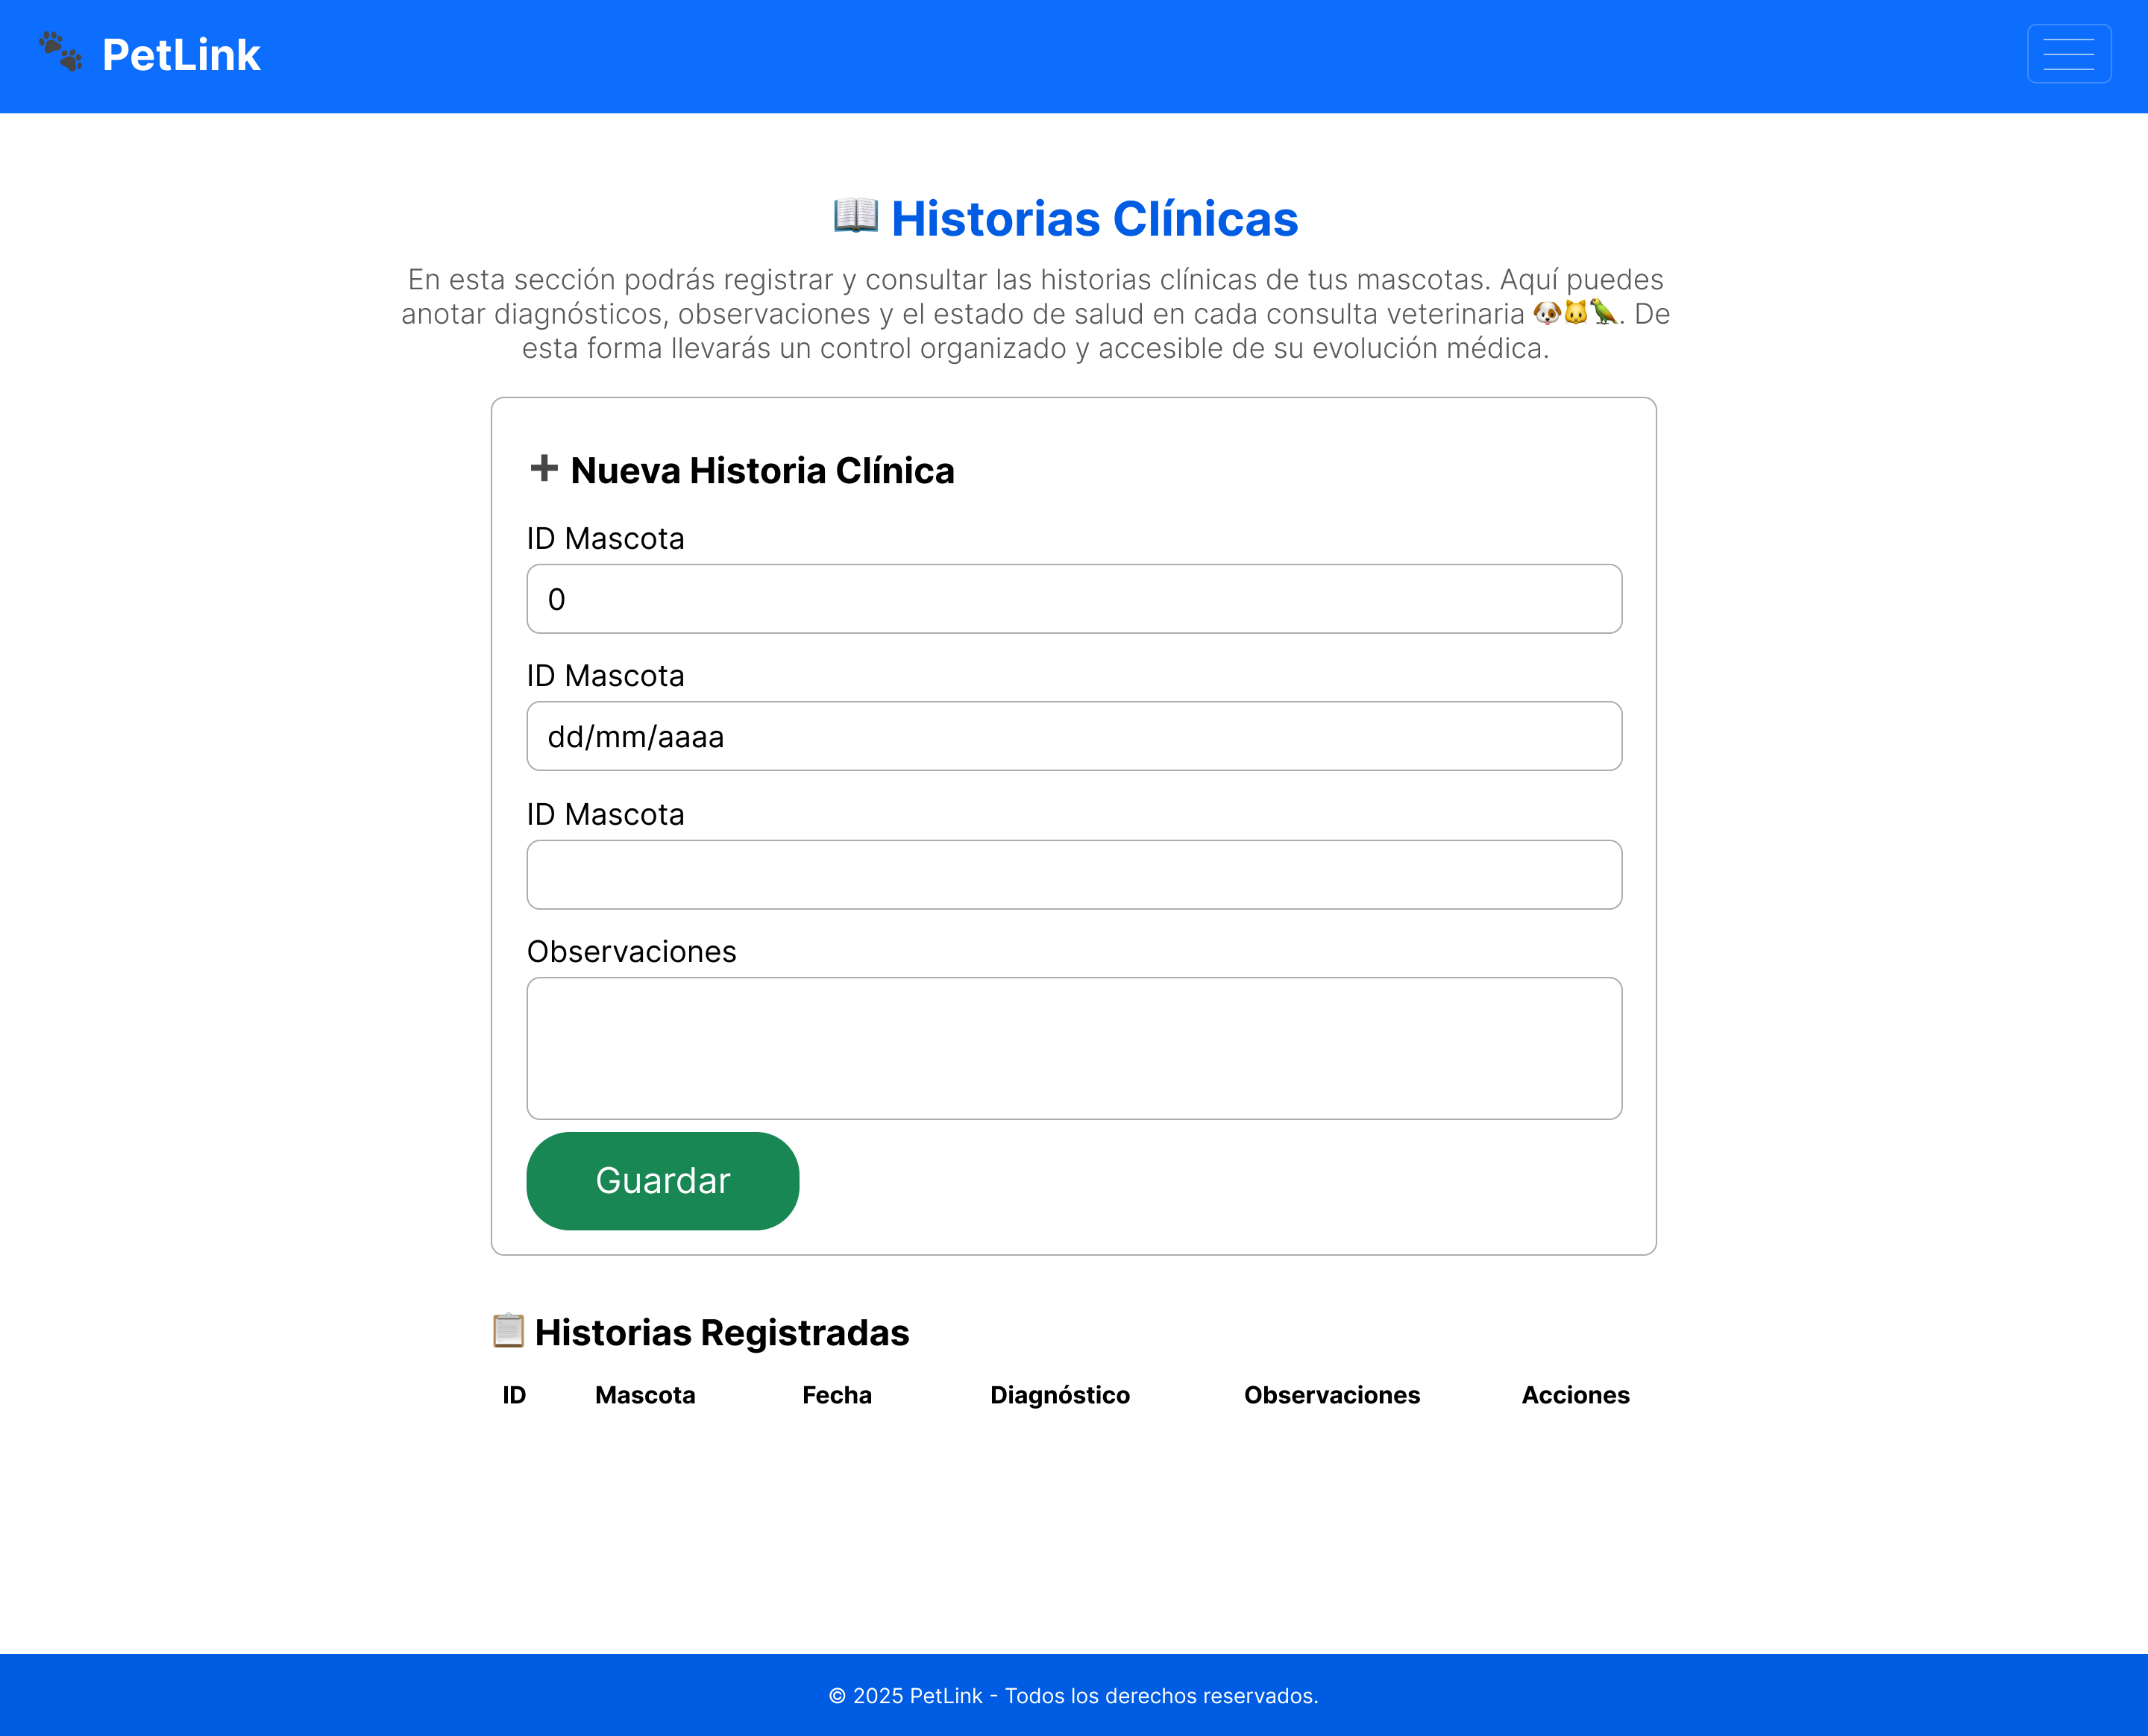 PetLink
Historias Clínicas
En esta sección podrás registrar y consultar las historias clínicas de tus mascotas. Aquí puedes
anotar diagnósticos, observaciones y el estado de salud en cada consulta veterinaria 🐶🐱🦜. De
esta forma llevarás un control organizado y accesible de su evolución médica.
Nueva Historia Clínica
ID Mascota
0
ID Mascota
dd/mm/aaaa
ID Mascota
Observaciones
Guardar
Historias Registradas
ID Mascota Fecha Diagnóstico Observaciones Acciones
© 2025 PetLink - Todos los derechos reservados.